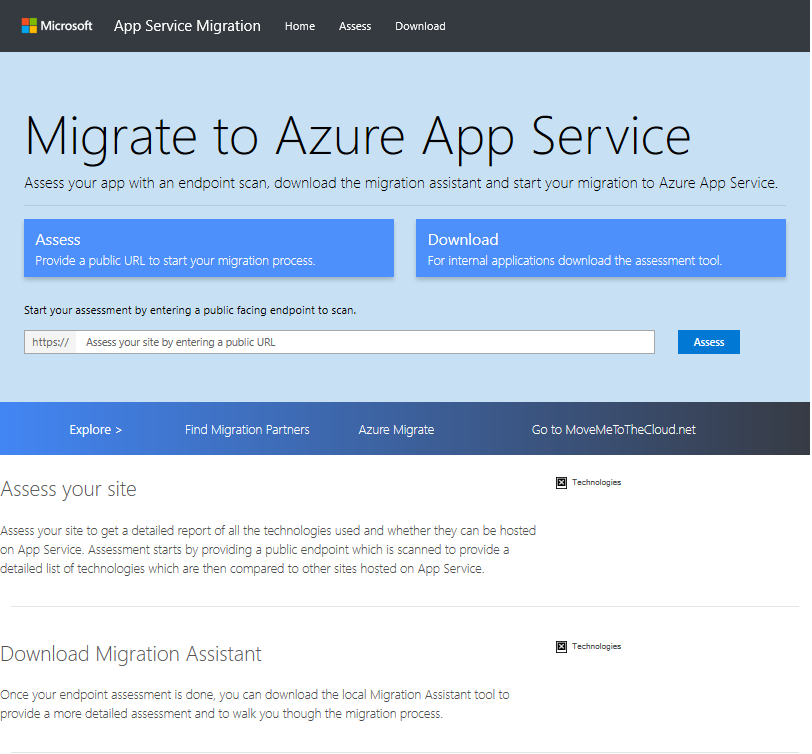 Microsoft App Service Migration Home Assess Download
Migrate to Azure App Service
Assess your app with an endpoint scan, download the migration assistant and start your migration to Azure App Service.
Assess
Provide a public URL to start your migration process.
Download
For internal applications download the assessment tool.
Start your assessment by entering a public facing endpoint to scan.
https:// Assess your site by entering a public URL Assess
Explore > Find Migration Partners Azure Migrate Go to MoveMeToTheCloud.net
Assess your site
Technologies
Assess your site to get a detailed report of all the technologies used and whether they can be hosted
on App Service. Assessment starts by providing a public endpoint which is scanned to provide a
detailed list of technologies which are then compared to other sites hosted on App Service.
Download Migration Assistant
Technologies
Once your endpoint assessment is done, you can download the local Migration Assistant tool to
provide a more detailed assessment and to walk you though the migration process.